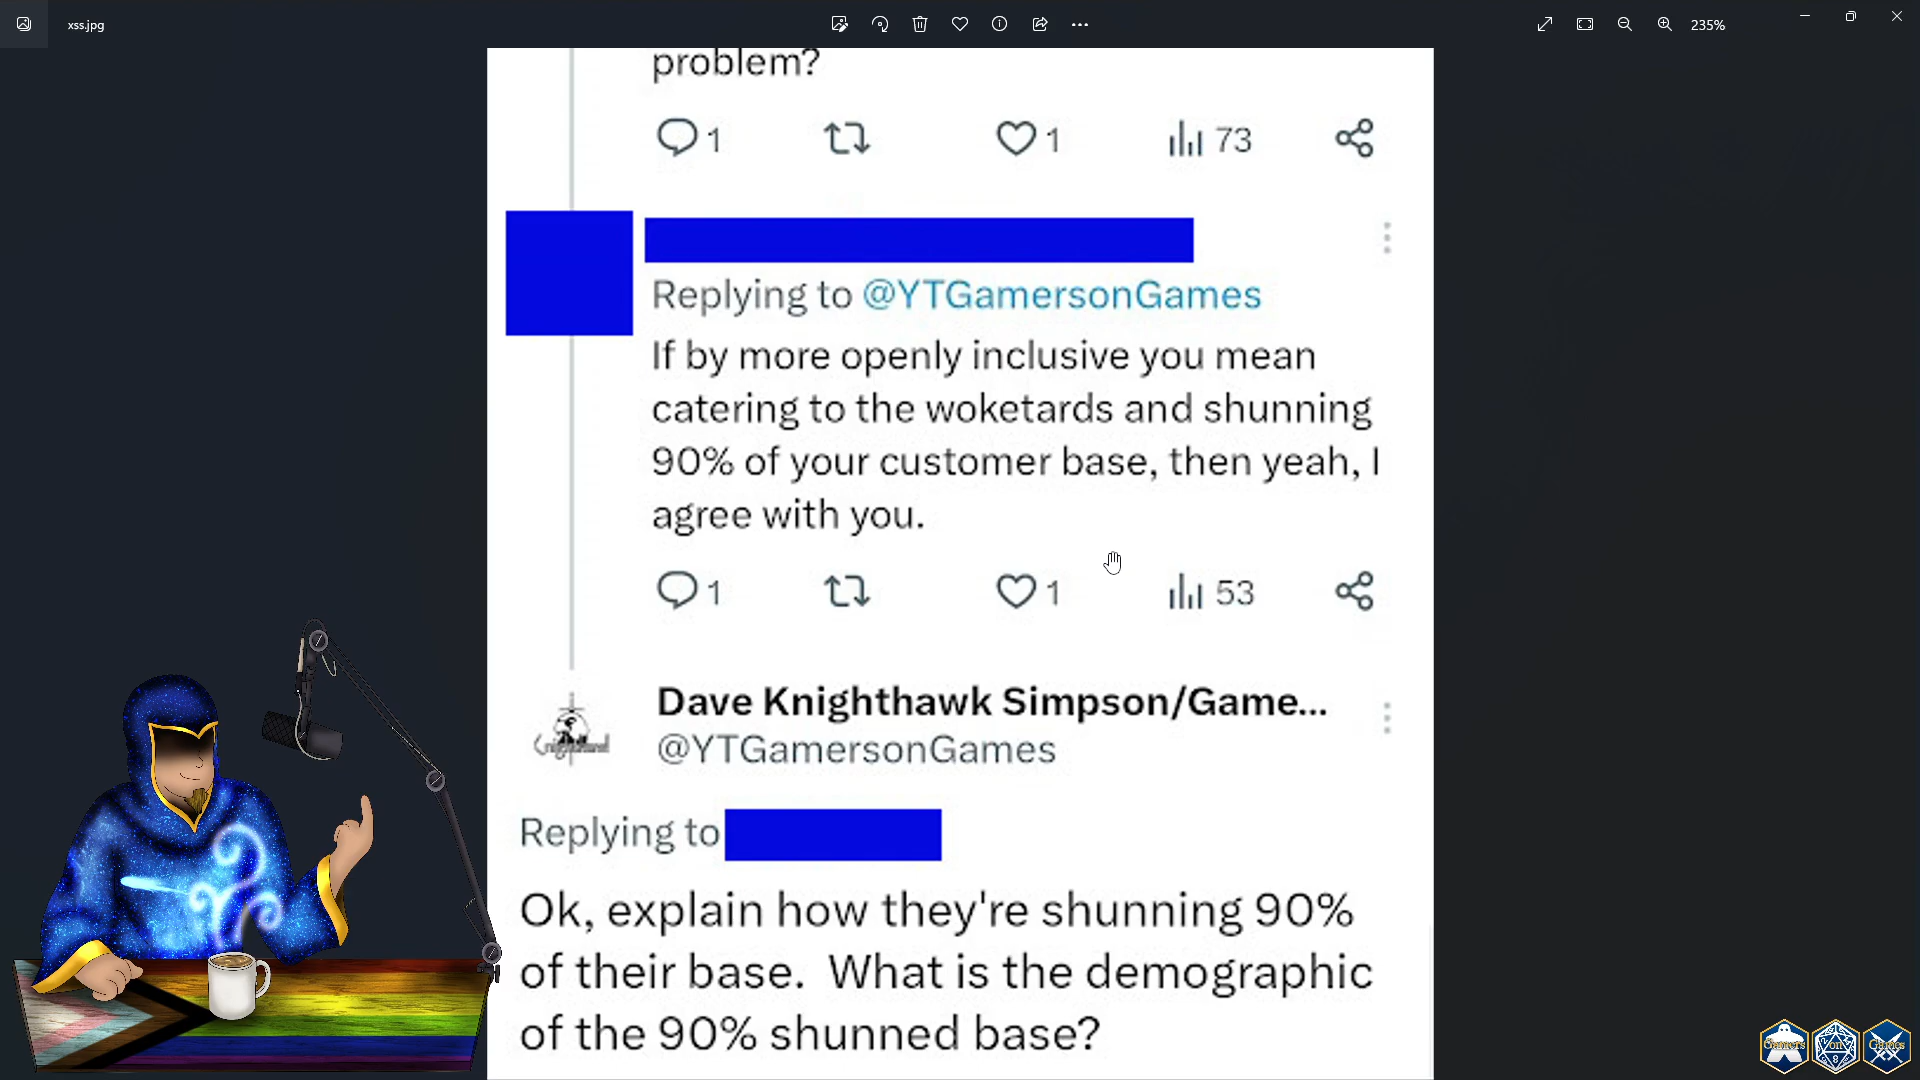 xss.jpg
235%
problem?
1 1 73
Replying to @YTGamersonGames
If by more openly inclusive you mean
catering to the woketards and shunning
90% of your customer base, then yeah, I
agree with you.
1 1 53
Dave Knighthawk Simpson/Game...
@YTGamersonGames
Replying to
Ok, explain how they're shunning 90%
of their base. What is the demographic
of the 90% shunned base?
Gamers on Games